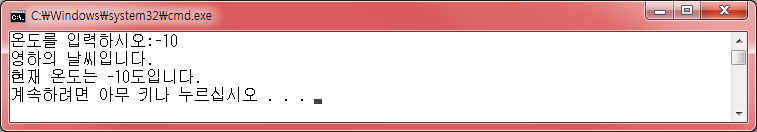 C:₩Windows₩system32₩cmd.exe
온도를 입력하시오:-10
영하의 날씨입니다.
현재 온도는 -10도입니다.
계속하려면 아무 키나 누르십시오 . . .